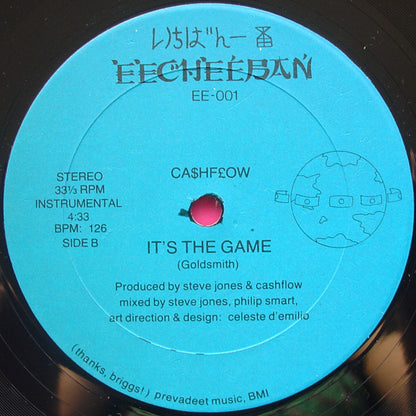 いちばん一番
EECHEEBAN
EE-001
CA$HF£OW
STEREO
33⅓ RPM
INSTRUMENTAL
4:33
BPM: 126
SIDE B
IT'S THE GAME
(Goldsmith)
Produced by steve jones & cashflow
mixed by steve jones, philip smart,
art direction & design: celeste d'emilio
(thanks, briggs!) prevadeet music, BMI